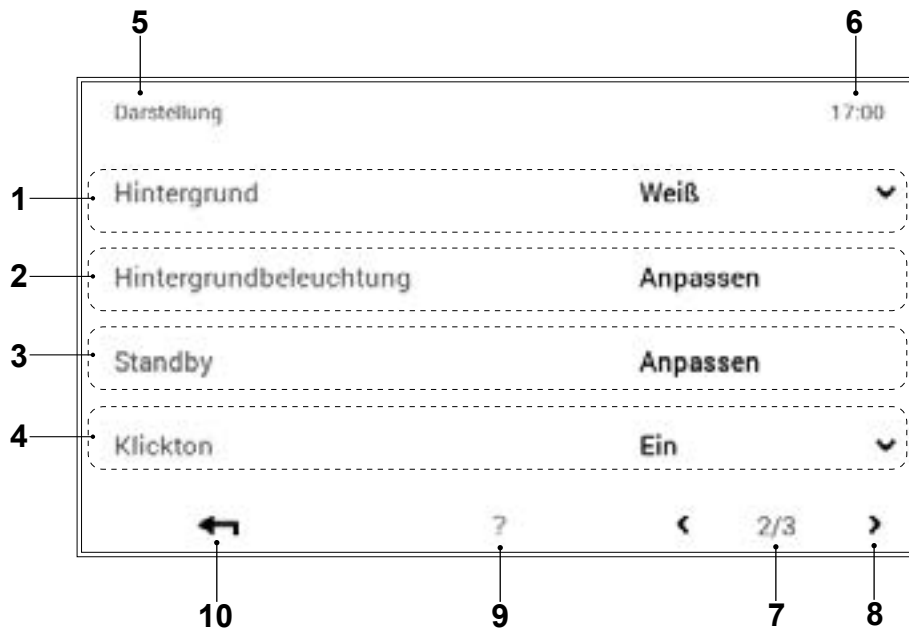 5 6
Darstellung 17:00
1 Hintergrund Weiß
2 Hintergrundbeleuchtung Anpassen
3 Standby Anpassen
4 Klickton Ein
? < 2/3 >
10 9 7 8